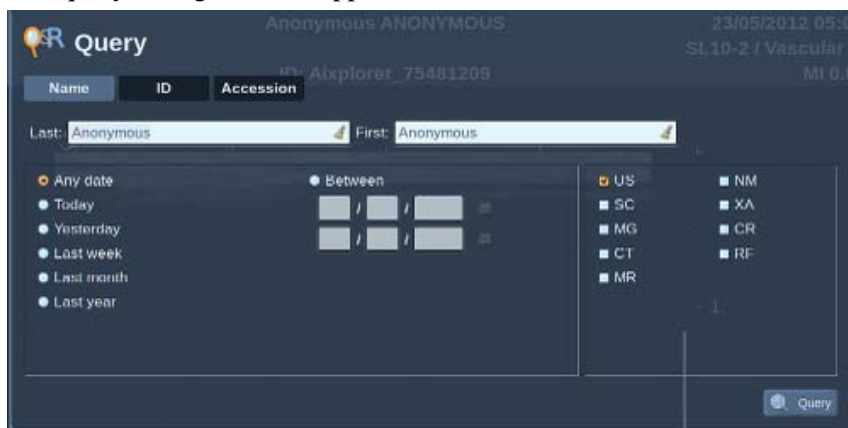 Anonymous ANONYMOUS
23/05/2012 05:0
SR Query
SL10-2 / Vascular
ID: Aixplorer_75481209
MI 0.
Name ID Accession
Last: Anonymous First: Anonymous
Any date Between US NM
Today / / SC XA
Yesterday / / MG CR
Last week CT RF
Last month MR
Last year
- 1.
Query